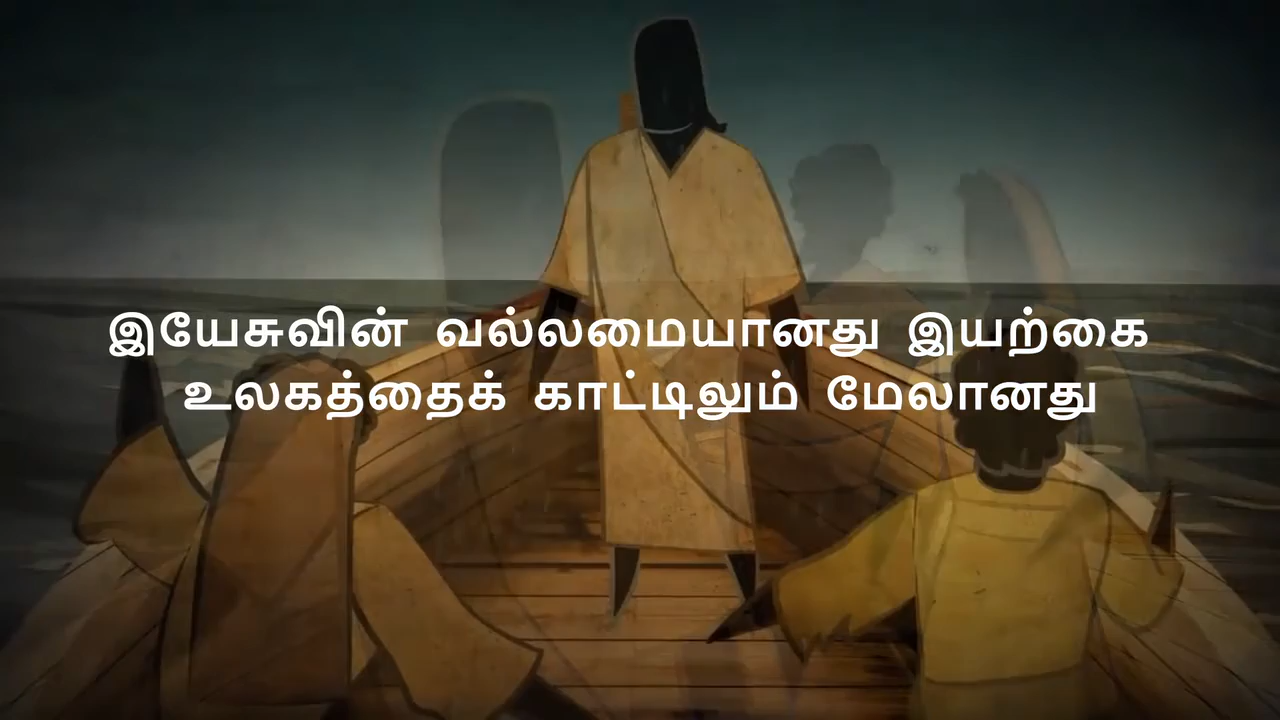 இயேசுவின் வல்லமையானது இயற்கை
உலகத்தைக் காட்டிலும் மேலானது